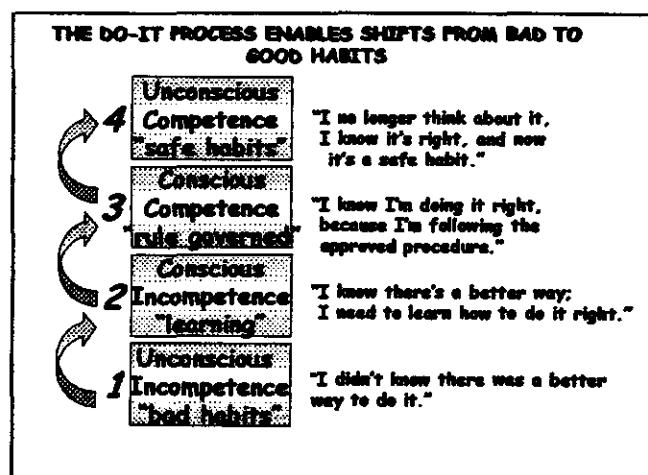 THE DO-IT PROCESS ENABLES SHIFTS FROM BAD TO
GOOD HABITS
4
Unconscious
Competence
"safe habits"
"I no longer think about it,
I know it's right, and now
it's a safe habit."
3
Conscious
Competence
"rule governed"
"I know I'm doing it right,
because I'm following the
approved procedure."
2
Conscious
Incompetence
"learning"
"I know there's a better way;
I need to learn how to do it right."
1
Unconscious
Incompetence
"bad habits"
"I didn't know there was a better
way to do it."